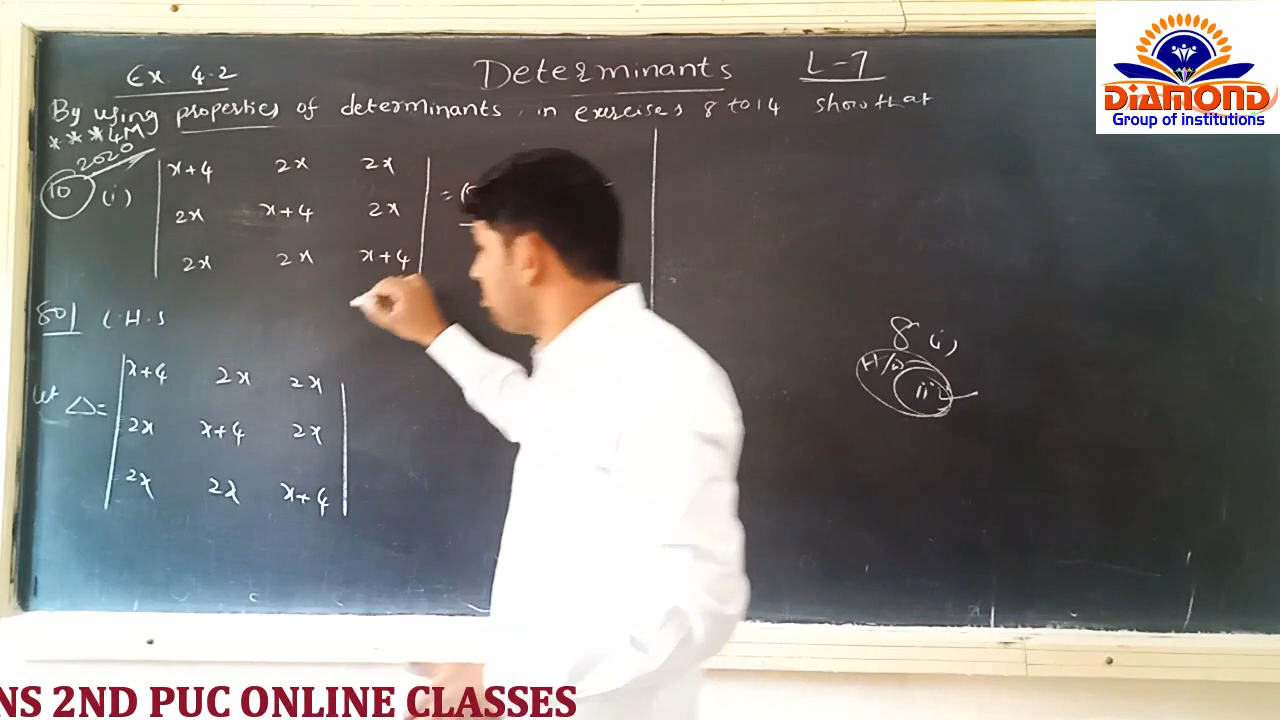 Ex 4.2
Determinants
L-7
By using properties of determinants, in exercises 8 to 14 show that
***4M
2020
10 (i)
x+4 2x 2x
2x x+4 2x = (5
2x 2x x+4
Sol L.H.S
let Δ=
x+4 2x 2x
2x x+4 2x
2x 2x x+4
8 (i)
H/W
ii
DIAMOND
Group of institutions
NS 2ND PUC ONLINE CLASSES